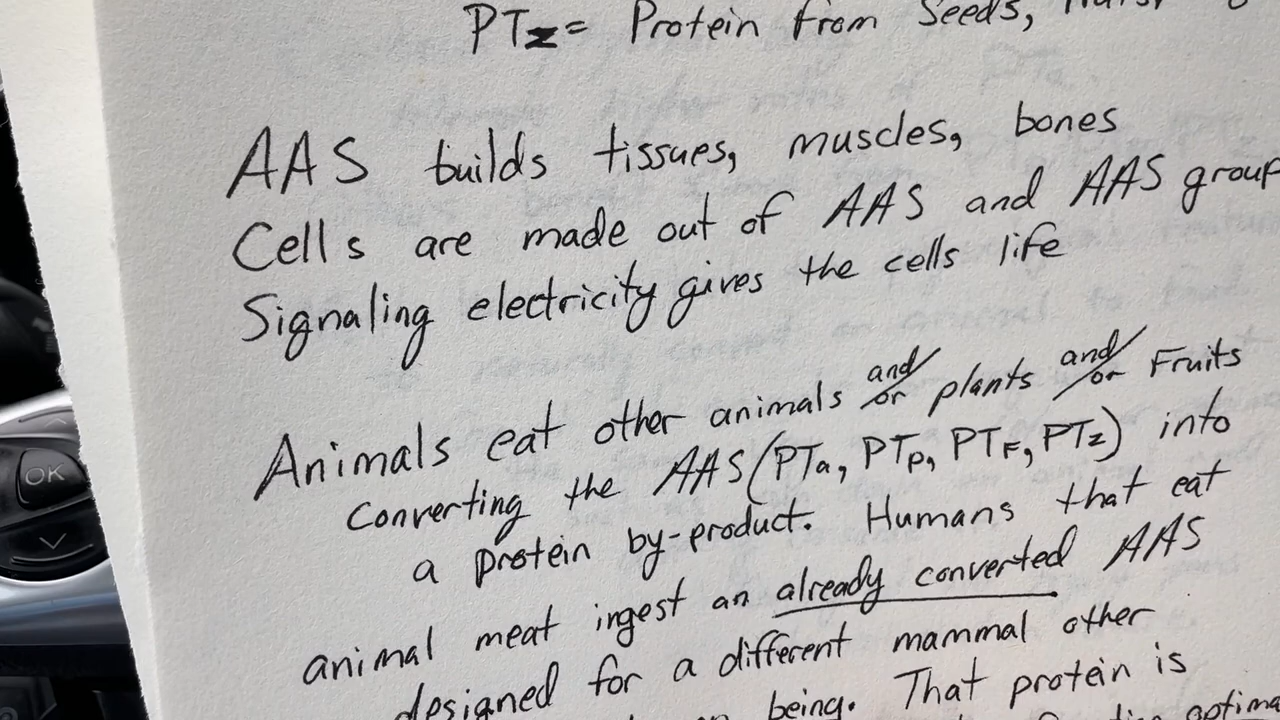 PTz = Protein from Seeds,
AAS builds tissues, muscles, bones
Cells are made out of AAS and AAS group
Signaling electricity gives the cells life
Animals eat other animals and/or plants and/or Fruits
Converting the AAS (PTa, PTp, PTF, PTz) into
a protein by-product. Humans that eat
animal meat ingest an already converted AAS
designed for a different mammal other
being. That protein is
OK